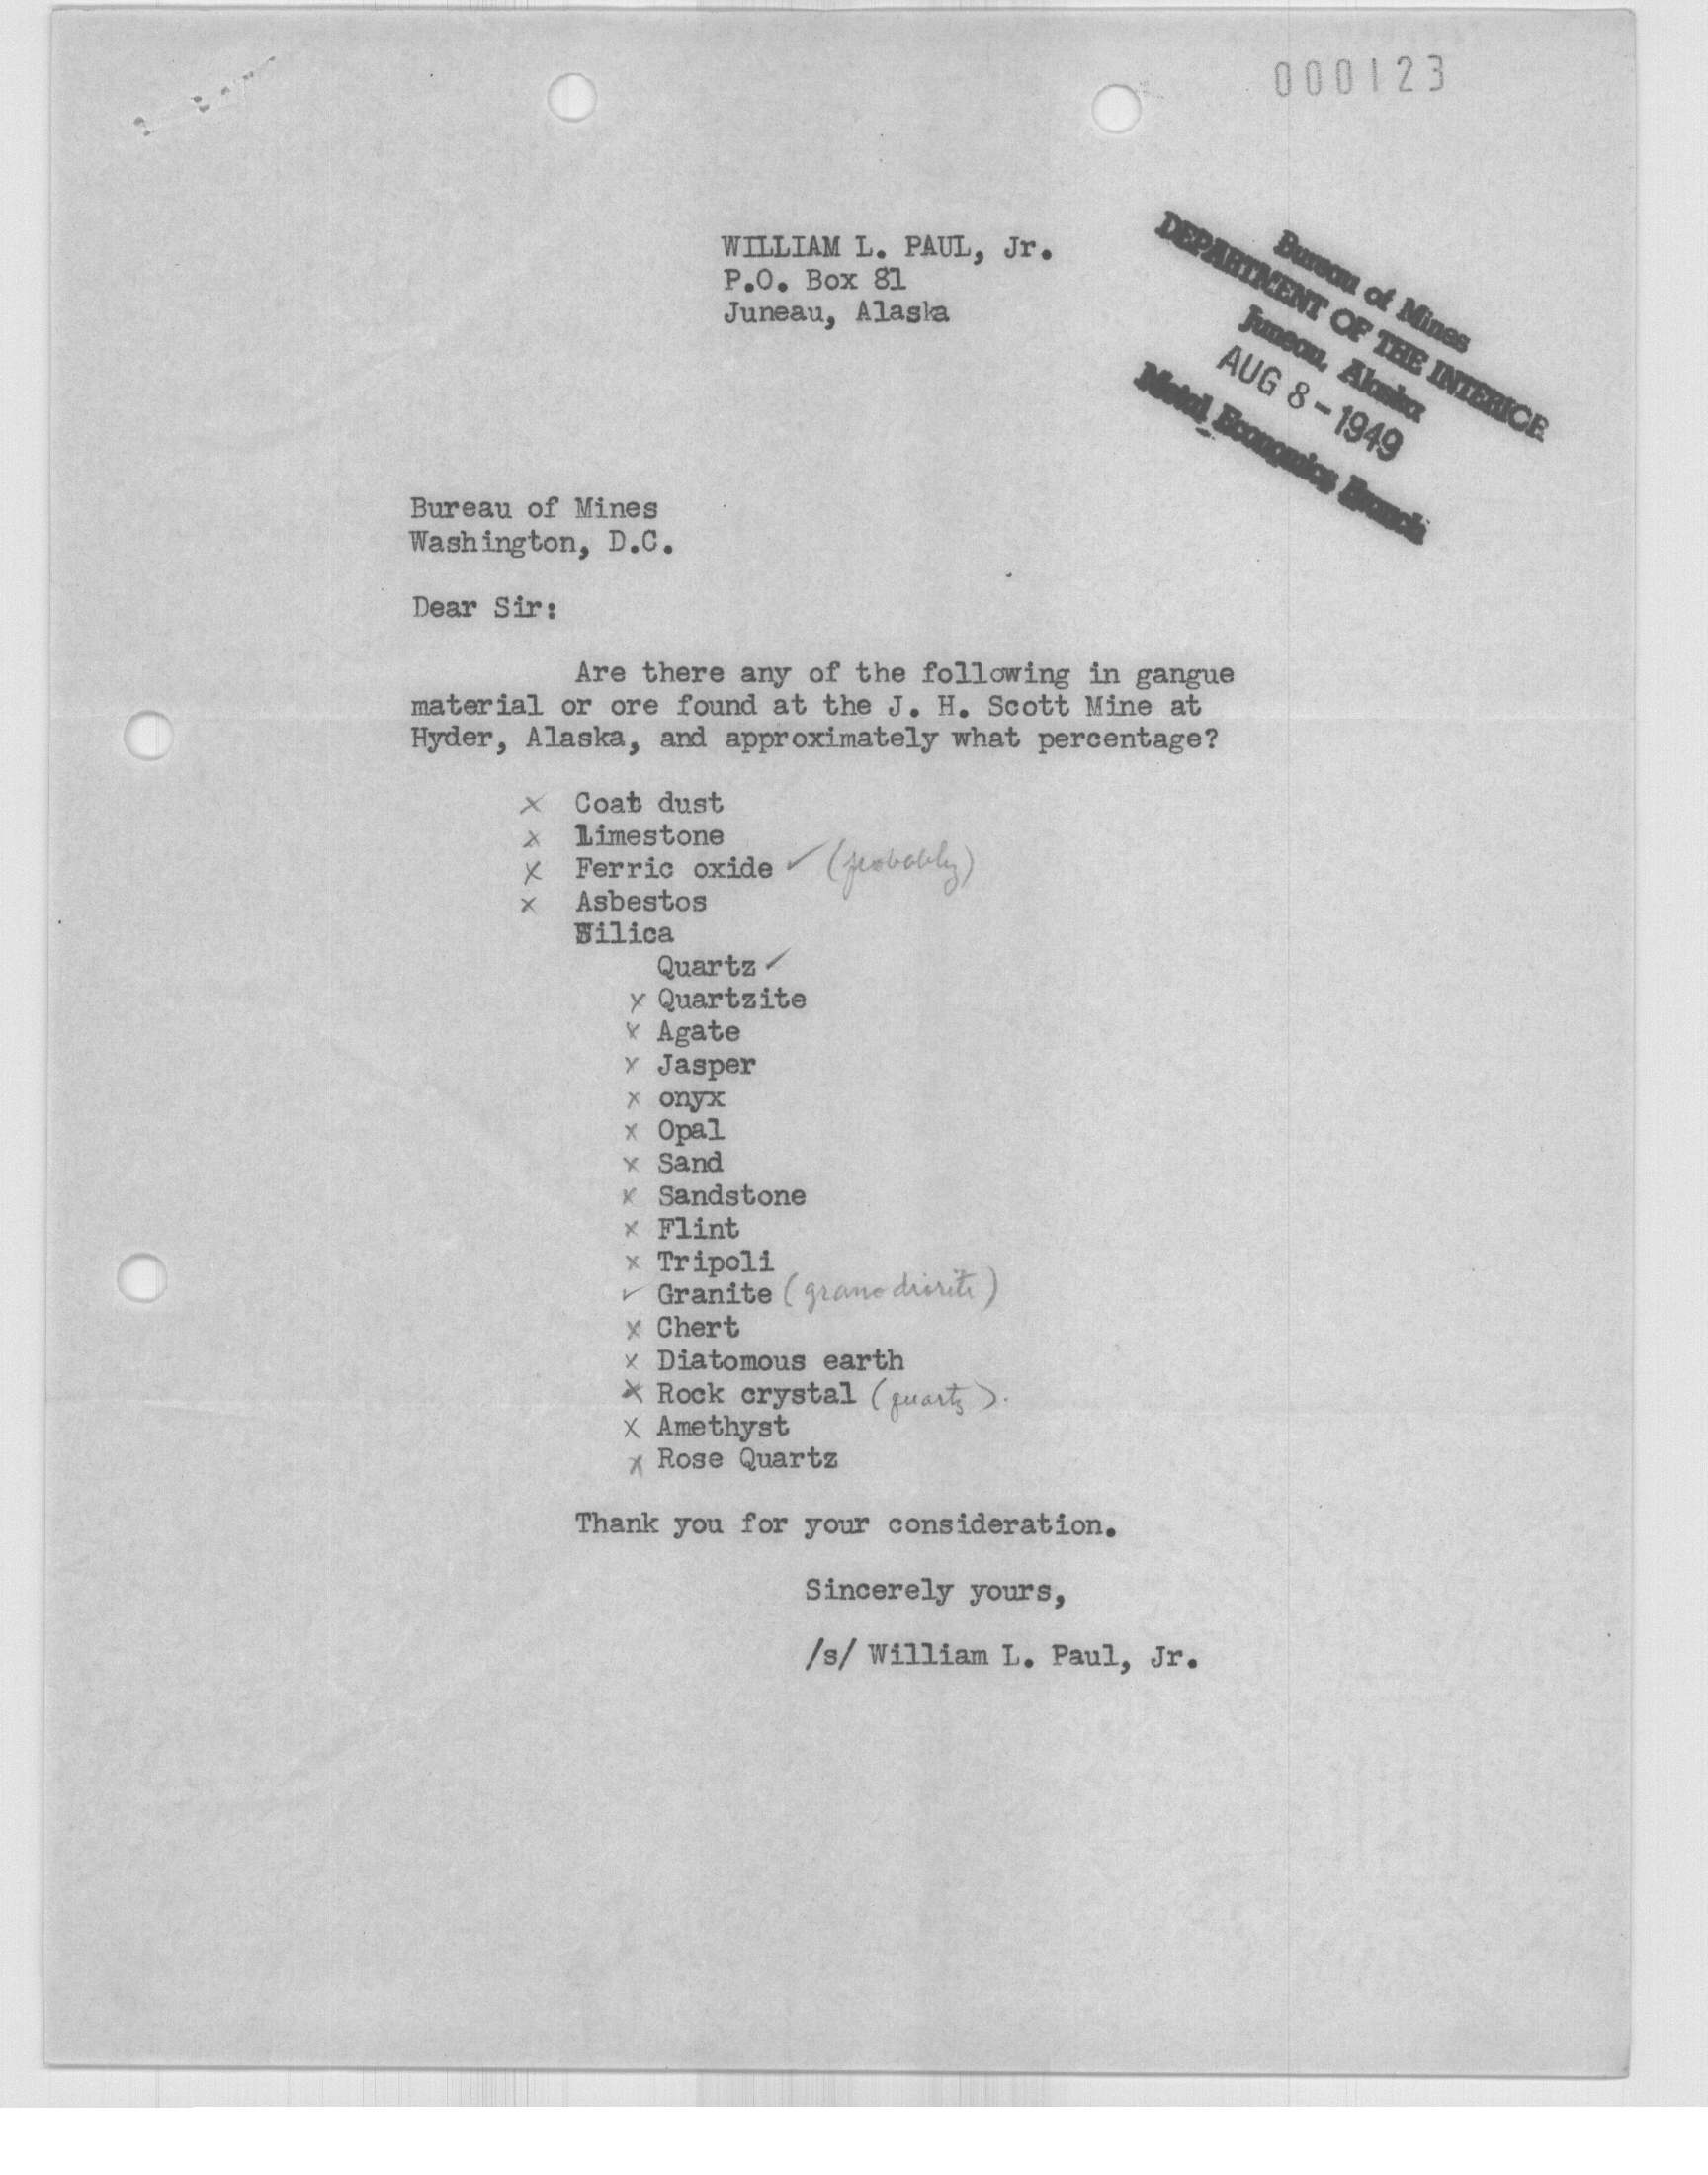 000123
WILLIAM L. PAUL, Jr.
P.O. Box 81
Juneau, Alaska
Bureau of Mines
DEPARTMENT OF THE INTERIOR
Juneau, Alaska
AUG 8 - 1949
Metal Economics Branch
Bureau of Mines
Washington, D.C.
Dear Sir:
Are there any of the following in gangue
material or ore found at the J. H. Scott Mine at
Hyder, Alaska, and approximately what percentage?
x Coat dust
x Limestone
x Ferric oxide ✓ (probably)
x Asbestos
Silica
Quartz ✓
x Quartzite
x Agate
x Jasper
x onyx
x Opal
x Sand
x Sandstone
x Flint
x Tripoli
✓ Granite (granodiorite)
x Chert
x Diatomous earth
x Rock crystal (quartz).
x Amethyst
x Rose Quartz
Thank you for your consideration.
Sincerely yours,
/s/ William L. Paul, Jr.